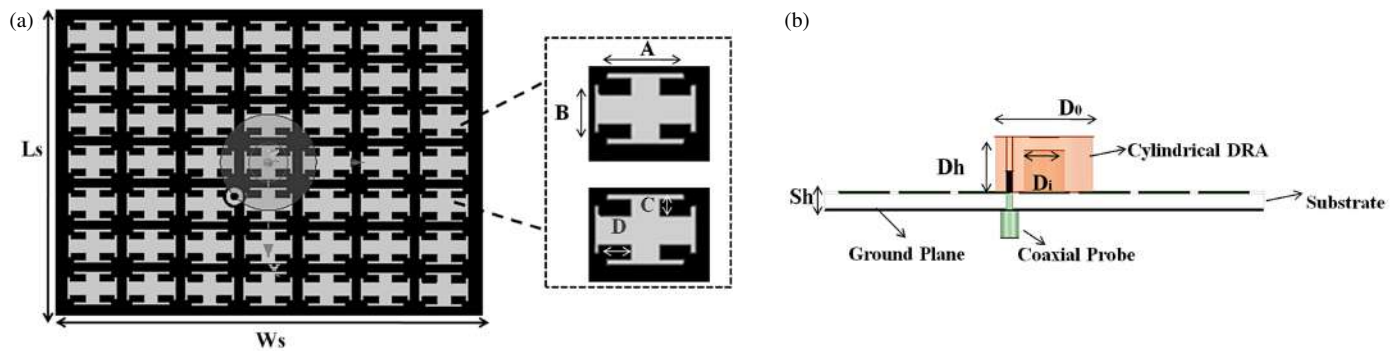 (a)
Ls
Ws
A
B
C
D
(b)
D0
Dh
Di
Cylindrical DRA
Sh
Substrate
Ground Plane
Coaxial Probe